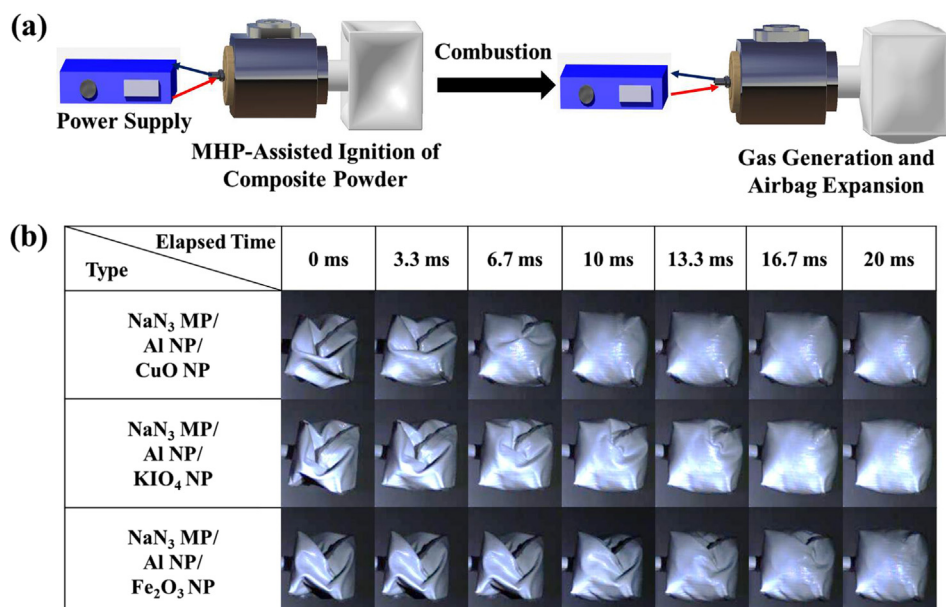 (a)
Power Supply
MHP-Assisted Ignition of
Composite Powder
Combustion
Gas Generation and
Airbag Expansion
(b)
Elapsed Time
Type
0 ms
3.3 ms
6.7 ms
10 ms
13.3 ms
16.7 ms
20 ms
NaN₃ MP/
Al NP/
CuO NP
NaN₃ MP/
Al NP/
KIO₄ NP
NaN₃ MP/
Al NP/
Fe₂O₃ NP